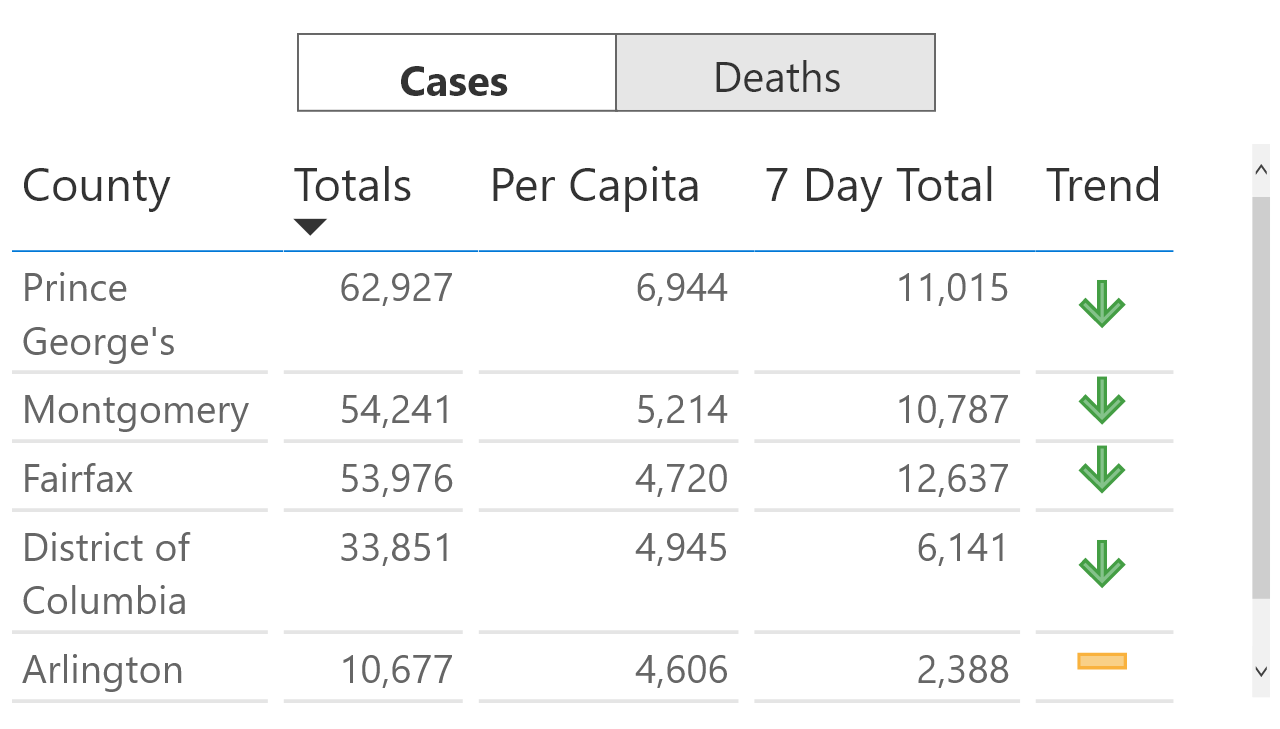 Cases Deaths
County Totals Per Capita 7 Day Total Trend
Prince 62,927 6,944 11,015
George's
Montgomery 54,241 5,214 10,787
Fairfax 53,976 4,720 12,637
District of 33,851 4,945 6,141
Columbia
Arlington 10,677 4,606 2,388